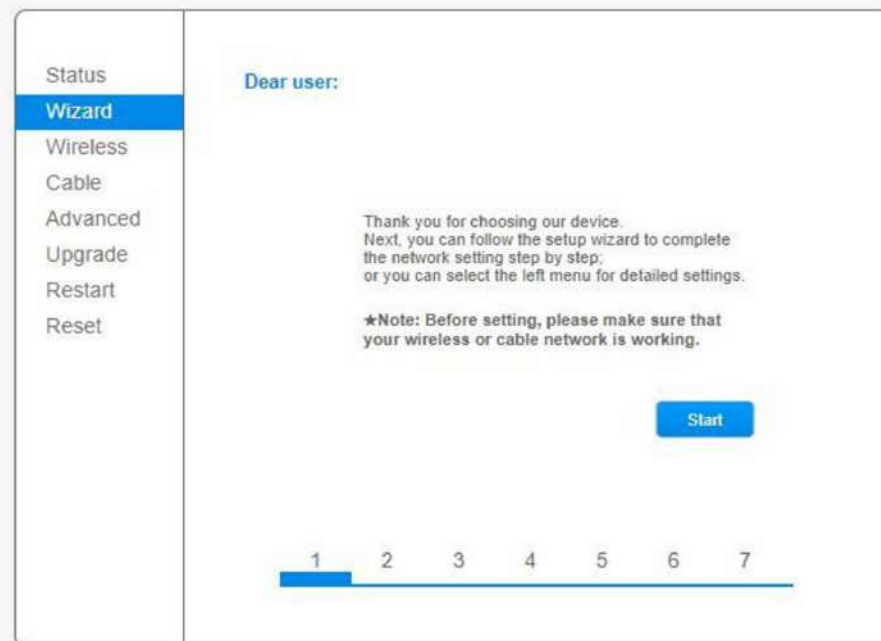 Status
Wizard
Wireless
Cable
Advanced
Upgrade
Restart
Reset
Dear user:
Thank you for choosing our device.
Next, you can follow the setup wizard to complete
the network setting step by step;
or you can select the left menu for detailed settings.
★Note: Before setting, please make sure that
your wireless or cable network is working.
Start
1 2 3 4 5 6 7